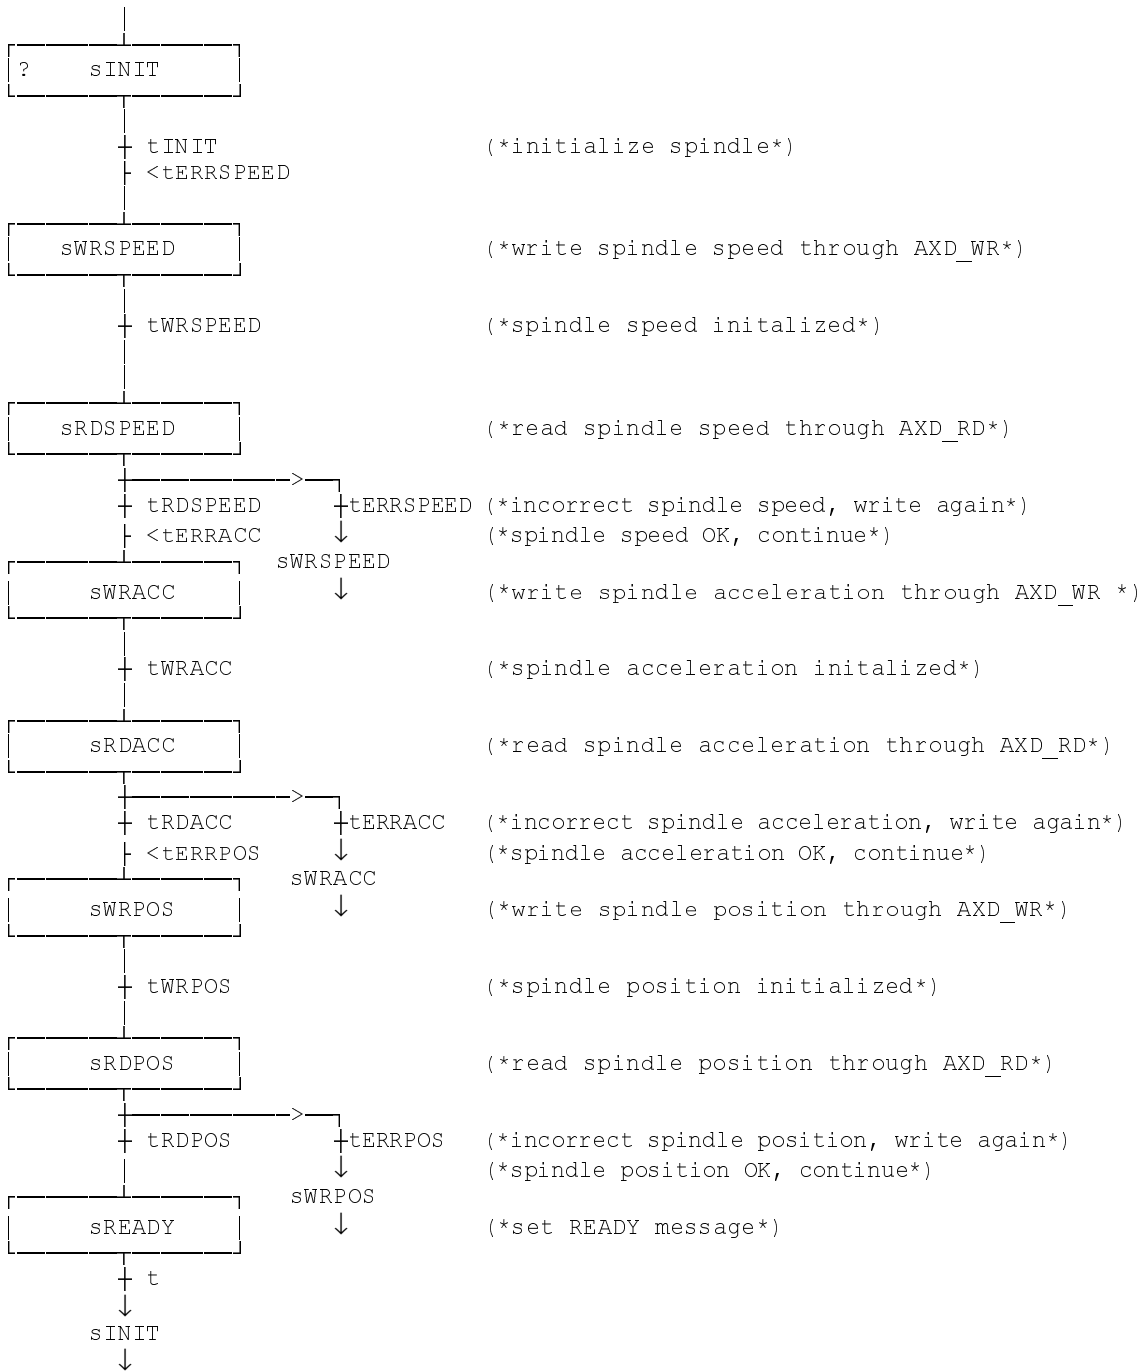 ? sINIT
tINIT (*initialize spindle*)
<tERRSPEED
sWRSPEED (*write spindle speed through AXD_WR*)
tWRSPEED (*spindle speed initalized*)
sRDSPEED (*read spindle speed through AXD_RD*)
>
tRDSPEED tERRSPEED (*incorrect spindle speed, write again*)
<tERRACC (*spindle speed OK, continue*)
sWRSPEED
sWRACC (*write spindle acceleration through AXD_WR *)
tWRACC (*spindle acceleration initalized*)
sRDACC (*read spindle acceleration through AXD_RD*)
>
tRDACC tERRACC (*incorrect spindle acceleration, write again*)
<tERRPOS (*spindle acceleration OK, continue*)
sWRACC
sWRPOS (*write spindle position through AXD_WR*)
tWRPOS (*spindle position initialized*)
sRDPOS (*read spindle position through AXD_RD*)
>
tRDPOS tERRPOS (*incorrect spindle position, write again*)
(*spindle position OK, continue*)
sWRPOS
sREADY (*set READY message*)
t
sINIT